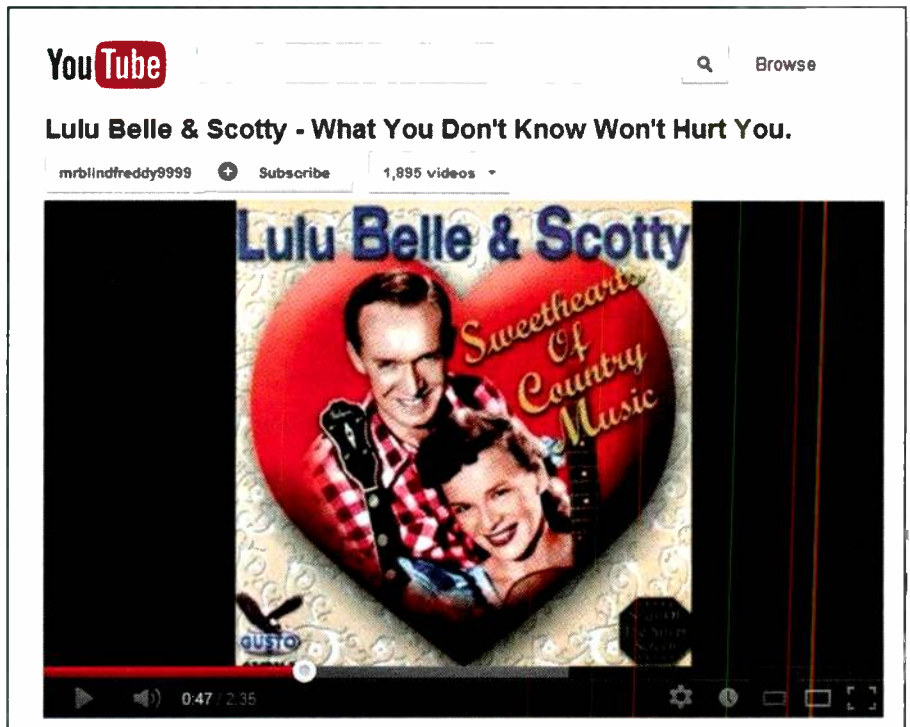 YouTube
Browse
Lulu Belle & Scotty - What You Don't Know Won't Hurt You.
mrblindfreddy9999 Subscribe 1,895 videos
Lulu Belle & Scotty
Sweethearts
Of
Country
Music
GUSTO
0:47 / 2:35